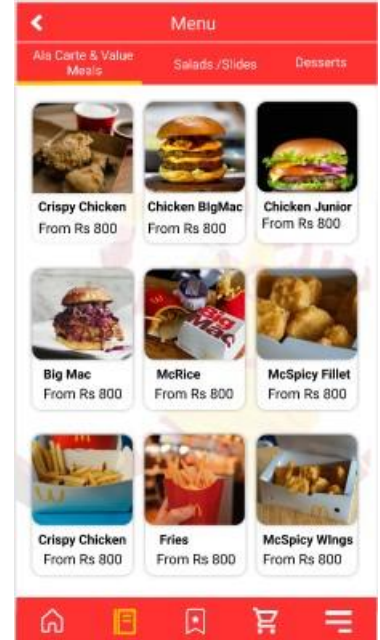 Menu
Ala Carte & Value
Meals
Salads /Slides
Desserts
Crispy Chicken
From Rs 800
Chicken BIgMac
From Rs 800
Chicken Junior
From Rs 800
Big Mac
From Rs 800
McRice
From Rs 800
McSpicy Fillet
From Rs 800
Crispy Chicken
From Rs 800
Fries
From Rs 800
McSpicy WIngs
From Rs 800
Big
Mac